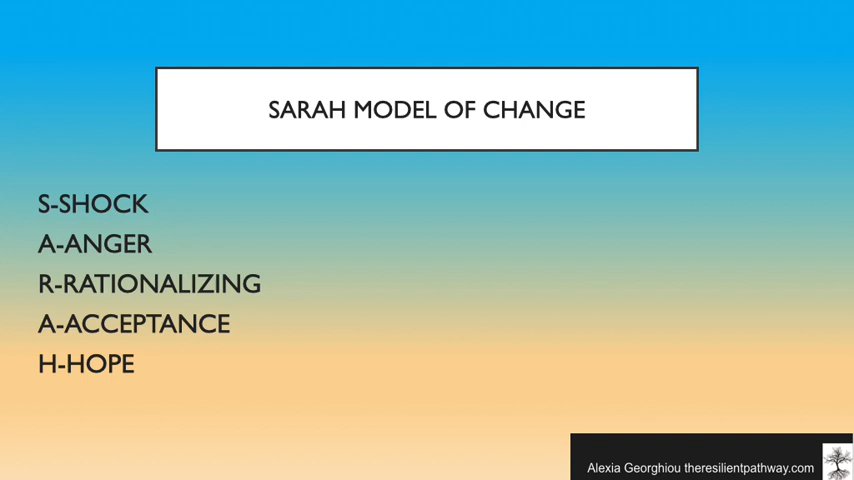 SARAH MODEL OF CHANGE
S-SHOCK
A-ANGER
R-RATIONALIZING
A-ACCEPTANCE
H-HOPE
Alexia Georghiou theresilientpathway.com